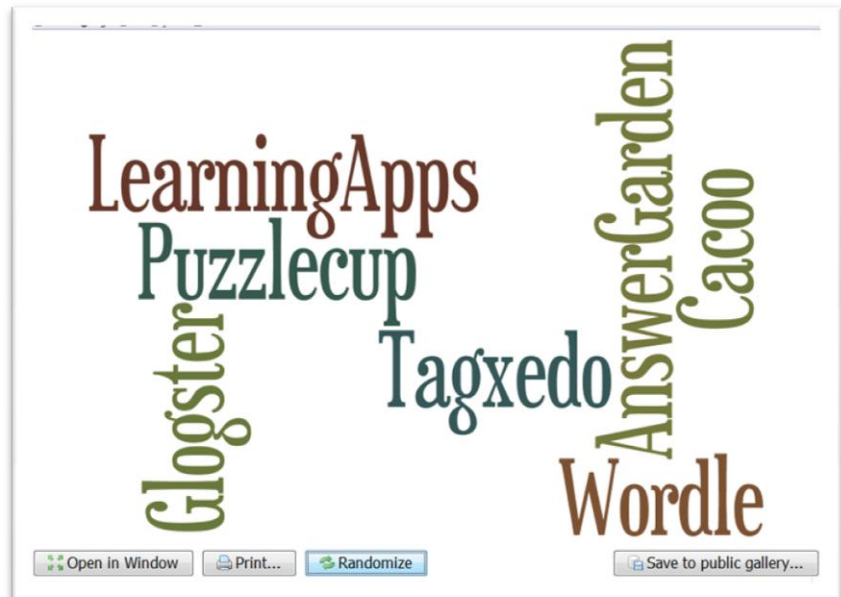 LearningApps
Puzzlecup
Glogster
Tagxedo
AnswerGarden
Cacoo
Wordle
Open in Window
Print...
Randomize
Save to public gallery...